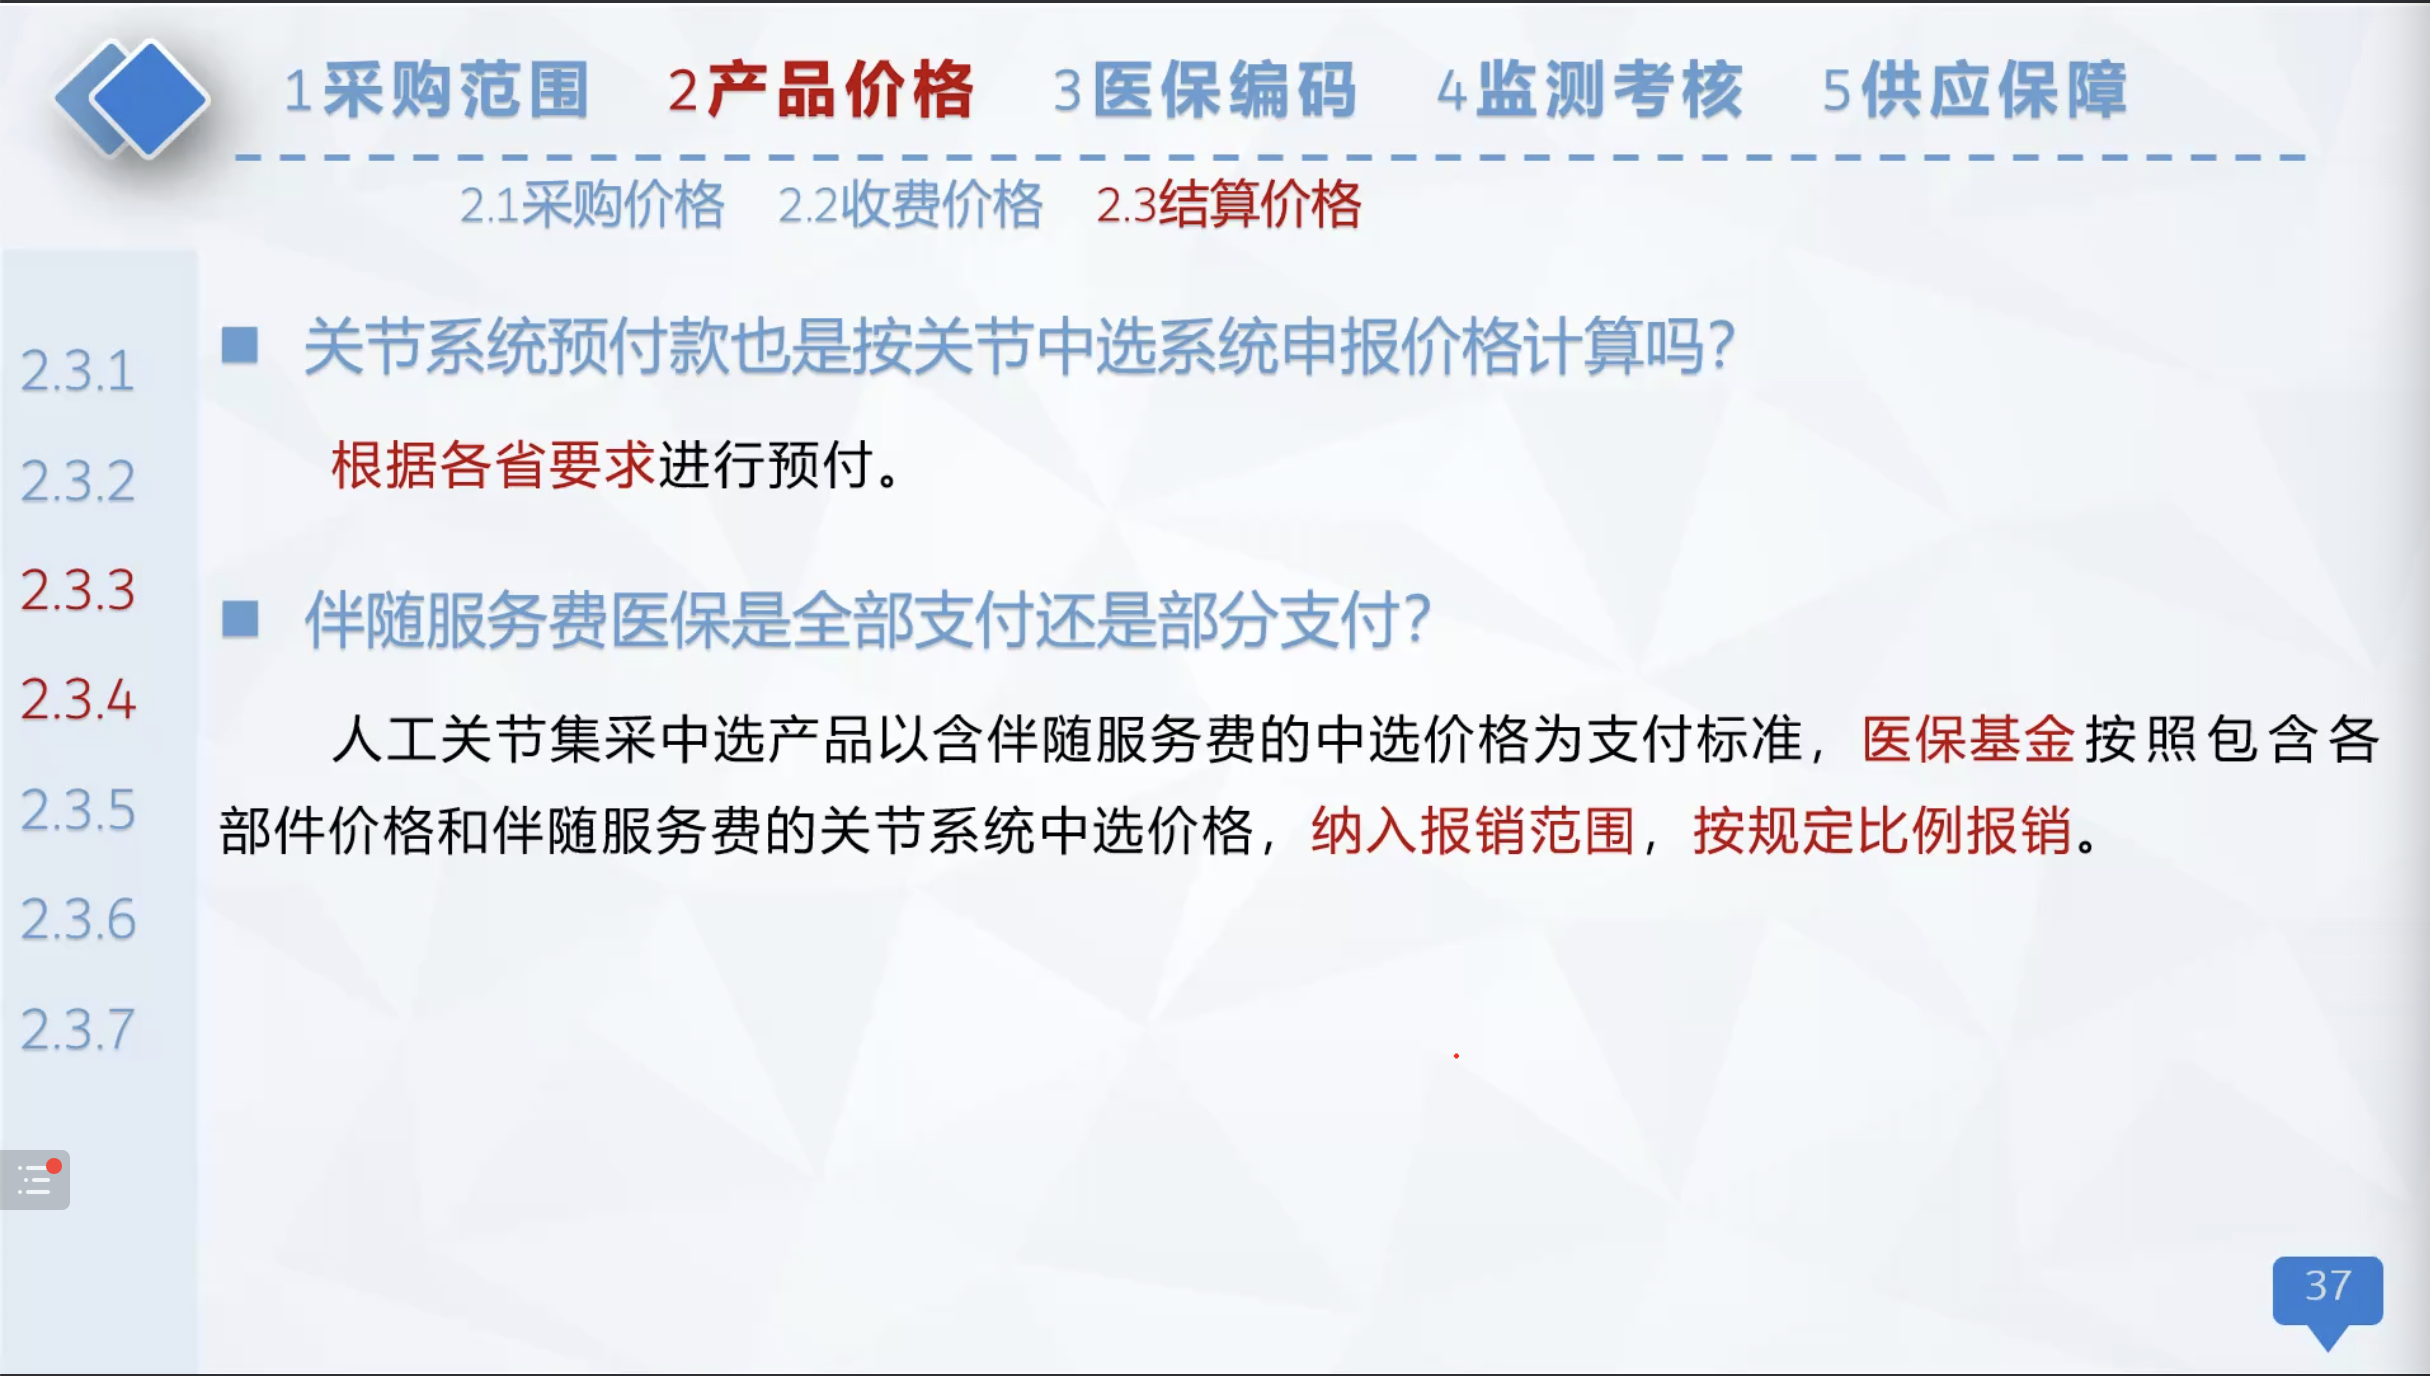 1采购范围 2产品价格 3医保编码 4监测考核 5供应保障
2.1采购价格 2.2收费价格 2.3结算价格
2.3.1
2.3.2
2.3.3
2.3.4
2.3.5
2.3.6
2.3.7
关节系统预付款也是按关节中选系统申报价格计算吗?
根据各省要求进行预付。
伴随服务费医保是全部支付还是部分支付?
人工关节集采中选产品以含伴随服务费的中选价格为支付标准，医保基金按照包含各
部件价格和伴随服务费的关节系统中选价格，纳入报销范围，按规定比例报销。
37